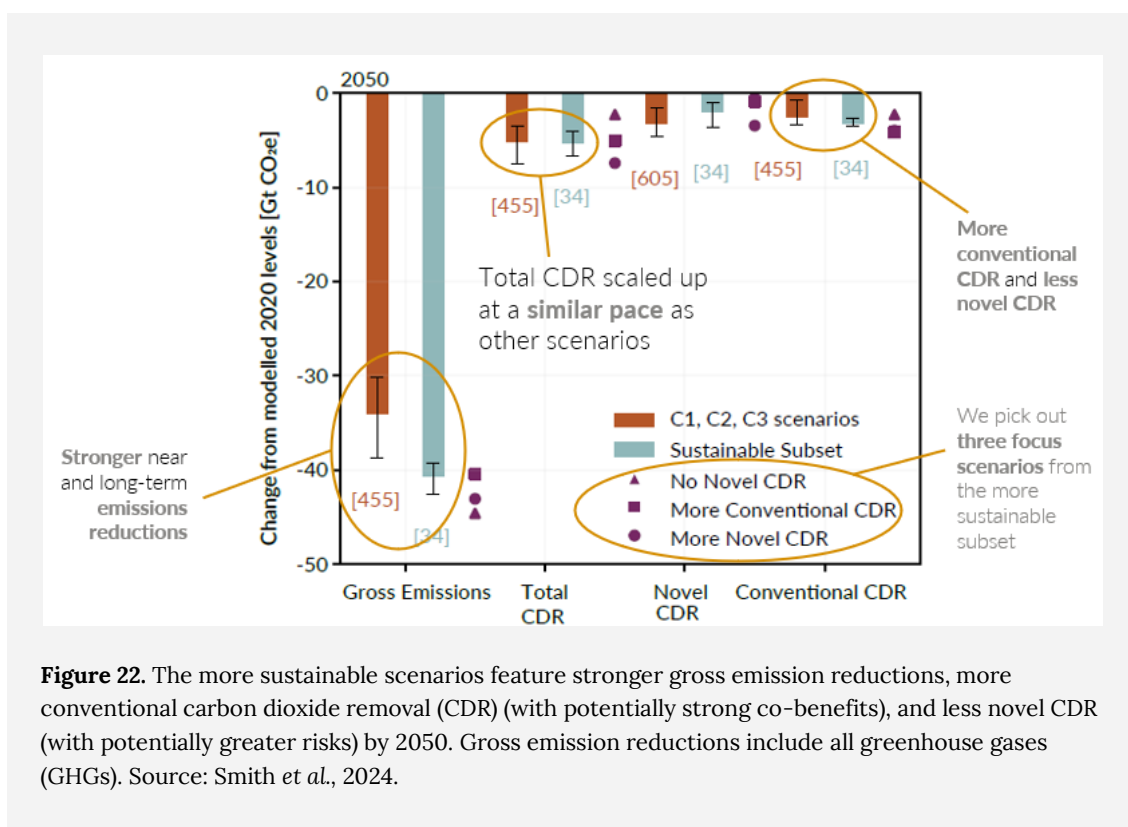 2050
0
-10
-20
-30
-40
-50
Change from modelled 2020 levels [Gt CO₂e]
[455]
[34]
[455]
[34]
[605]
[34]
[455]
[34]
Total CDR scaled up
at a similar pace as
other scenarios
More
conventional
CDR and less
novel CDR
Stronger near
and long-term
emissions
reductions
C1, C2, C3 scenarios
Sustainable Subset
No Novel CDR
More Conventional CDR
More Novel CDR
We pick out
three focus
scenarios from
the more
sustainable
subset
Gross Emissions
Total
CDR
Novel
CDR
Conventional CDR
Figure 22. The more sustainable scenarios feature stronger gross emission reductions, more
conventional carbon dioxide removal (CDR) (with potentially strong co-benefits), and less novel CDR
(with potentially greater risks) by 2050. Gross emission reductions include all greenhouse gases
(GHGs). Source: Smith et al., 2024.